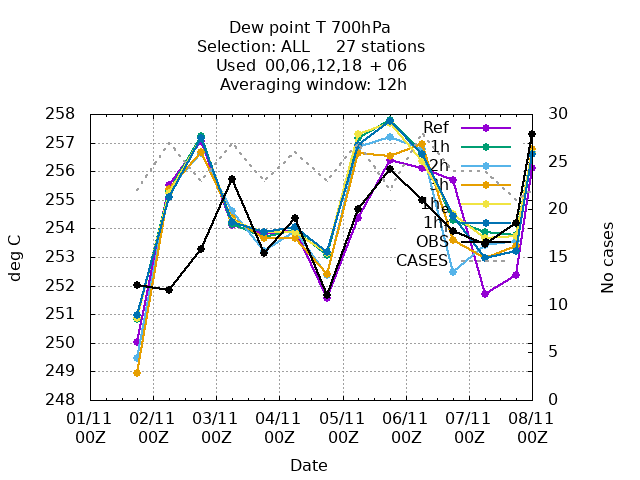 Dew point T 700hPa
Selection: ALL 27 stations
Used 00,06,12,18 + 06
Averaging window: 12h
258
257
256
255
254
253
252
251
250
249
248
30
25
20
15
10
5
0
deg C
No cases
Ref
1h
2h
h
1he
1h
OBS
CASES
01/11 02/11 03/11 04/11 05/11 06/11 07/11 08/11
00Z 00Z 00Z 00Z 00Z 00Z 00Z 00Z
Date